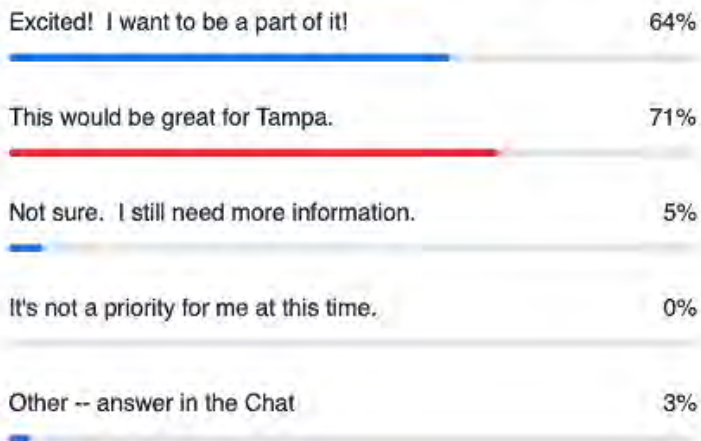 Excited!  I want to be a part of it! 64%
This would be great for Tampa. 71%
Not sure.  I still need more information. 5%
It's not a priority for me at this time. 0%
Other -- answer in the Chat 3%